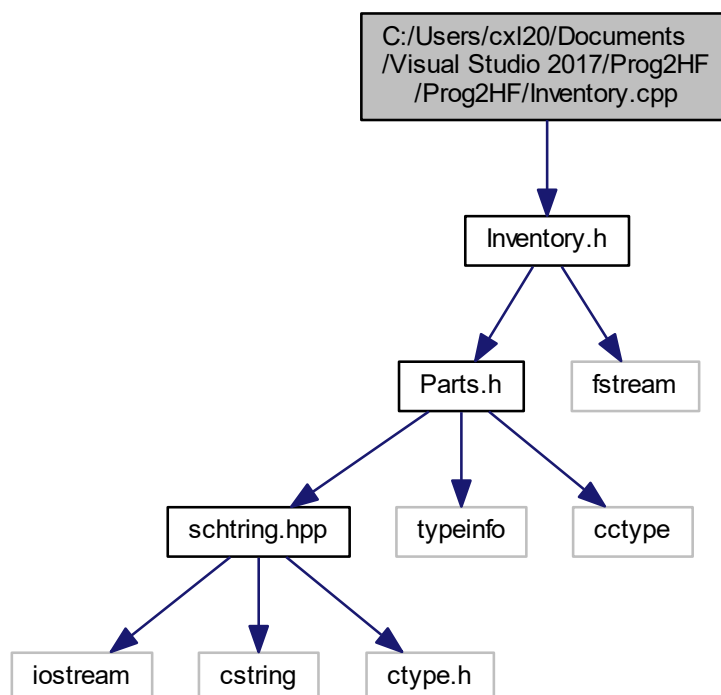 C:/Users/cxl20/Documents
/Visual Studio 2017/Prog2HF
/Prog2HF/Inventory.cpp
Inventory.h
Parts.h
fstream
schtring.hpp
typeinfo
cctype
iostream
cstring
ctype.h